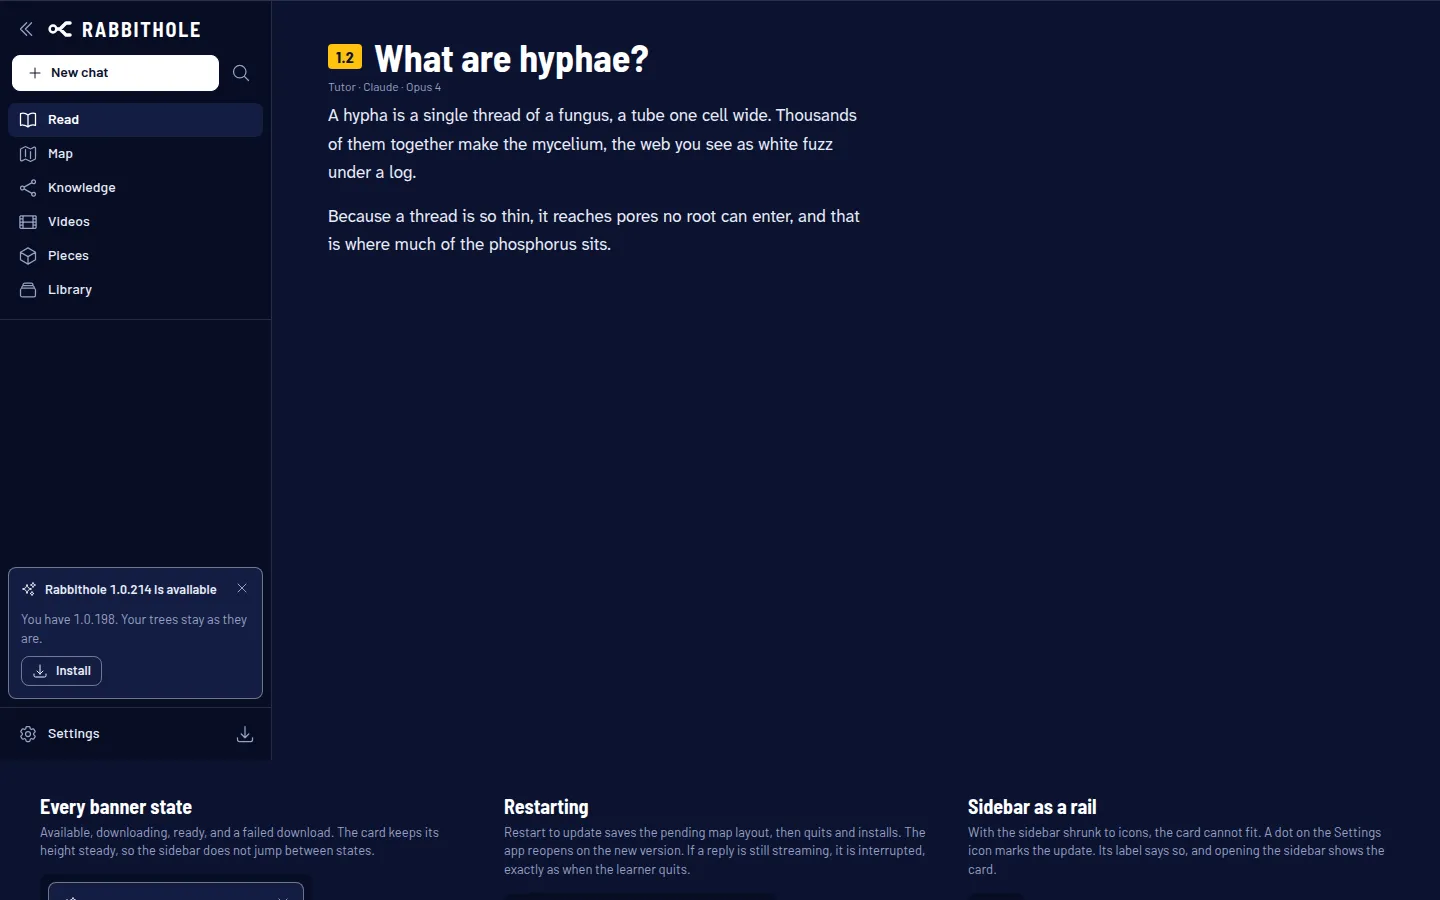 RABBITHOLE
New chat
Read
Map
Knowledge
Videos
Pieces
Library
Rabbithole 1.0.214 is available
You have 1.0.198. Your trees stay as they
are.
Install
Settings
1.2 What are hyphae?
Tutor · Claude · Opus 4
A hypha is a single thread of a fungus, a tube one cell wide. Thousands
of them together make the mycelium, the web you see as white fuzz
under a log.
Because a thread is so thin, it reaches pores no root can enter, and that
is where much of the phosphorus sits.
Every banner state
Available, downloading, ready, and a failed download. The card keeps its
height steady, so the sidebar does not jump between states.
Restarting
Restart to update saves the pending map layout, then quits and installs. The
app reopens on the new version. If a reply is still streaming, it is interrupted,
exactly as when the learner quits.
Sidebar as a rail
With the sidebar shrunk to icons, the card cannot fit. A dot on the Settings
icon marks the update. Its label says so, and opening the sidebar shows the
card.